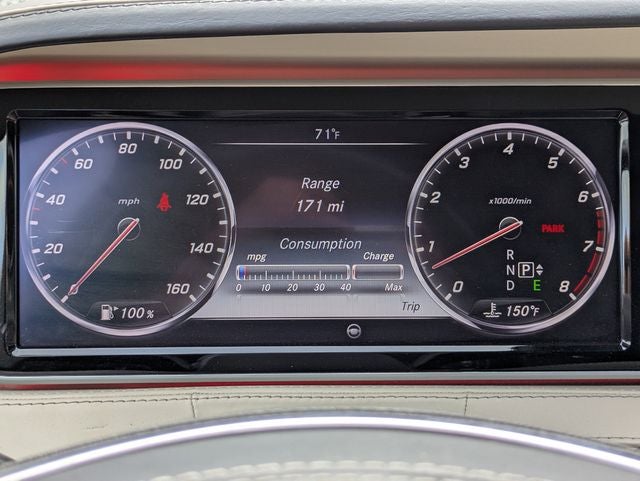 20
40
60
80
100
120
140
160
mph
100 %
71°F
Range
171 mi
Consumption
mpg Charge
0 10 20 30 40 Max
Trip
0
1
2
3
4
5
6
7
8
x1000/min
PARK
R
N P
D E
150°F